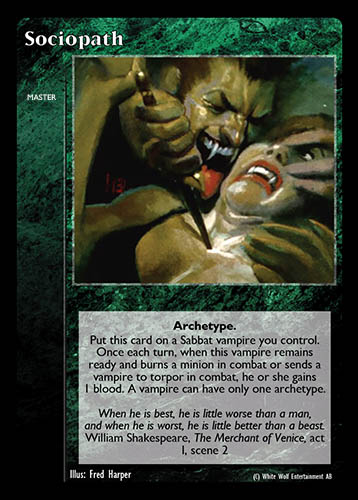 Sociopath
MASTER
Archetype.
Put this card on a Sabbat vampire you control.
Once each turn, when this vampire remains
ready and burns a minion in combat or sends a
vampire to torpor in combat, he or she gains
1 blood. A vampire can have only one archetype.
When he is best, he is little worse than a man,
and when he is worst, he is little better than a beast.
William Shakespeare, The Merchant of Venice, act
1, scene 2
Illus: Fred Harper
(C) White Wolf Entertainment AB